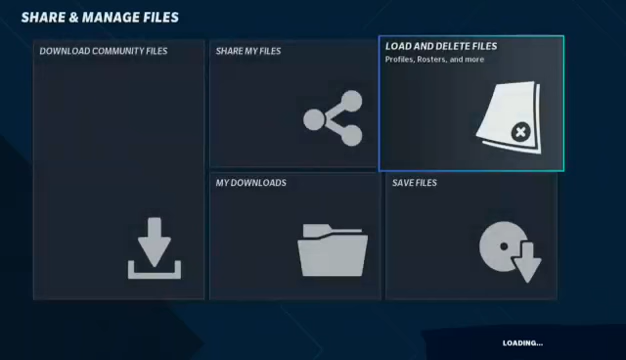 SHARE & MANAGE FILES
DOWNLOAD COMMUNITY FILES
SHARE MY FILES
LOAD AND DELETE FILES
Profiles, Rosters, and more
MY DOWNLOADS
SAVE FILES
LOADING...